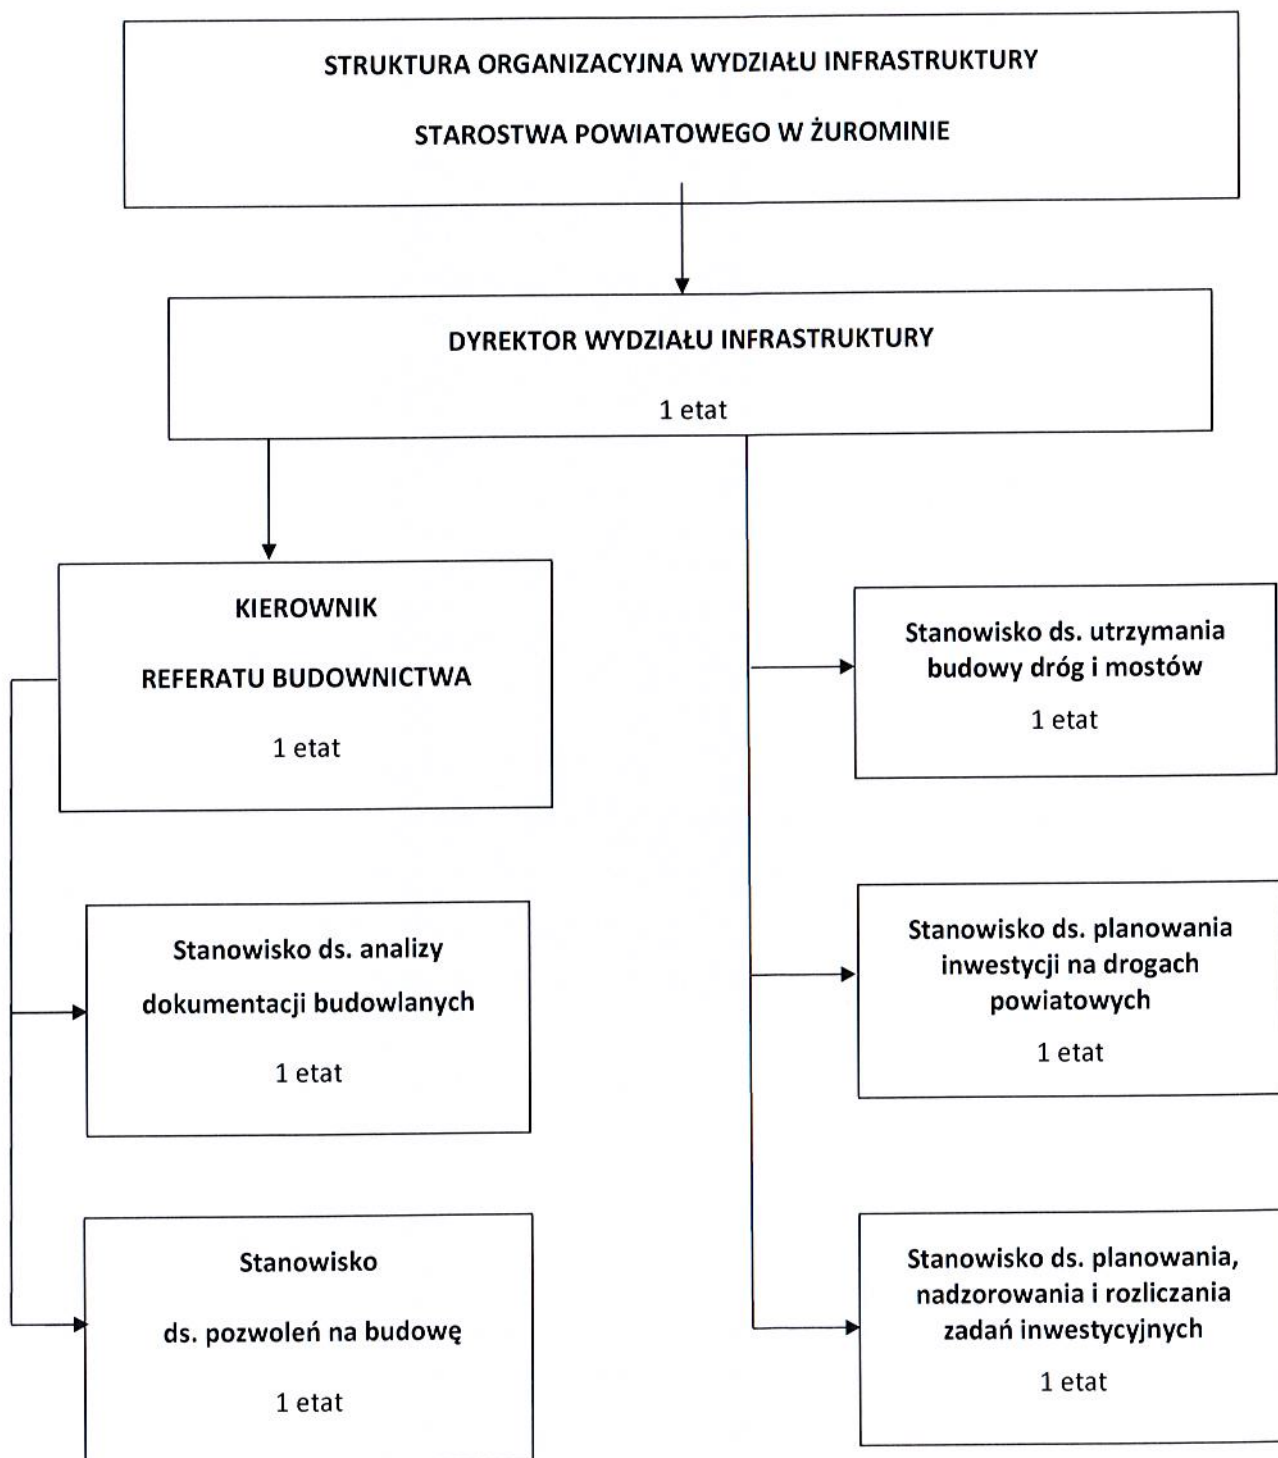 STRUKTURA ORGANIZACYJNA WYDZIAŁU INFRASTRUKTURY
STAROSTWA POWIATOWEGO W ŻUROMINIE
DYREKTOR WYDZIAŁU INFRASTRUKTURY
1 etat
KIEROWNIK
REFERATU BUDOWNICTWA
1 etat
Stanowisko ds. analizy
dokumentacji budowlanych
1 etat
Stanowisko
ds. pozwoleń na budowę
1 etat
Stanowisko ds. utrzymania
budowy dróg i mostów
1 etat
Stanowisko ds. planowania
inwestycji na drogach
powiatowych
1 etat
Stanowisko ds. planowania,
nadzorowania i rozliczania
zadań inwestycyjnych
1 etat